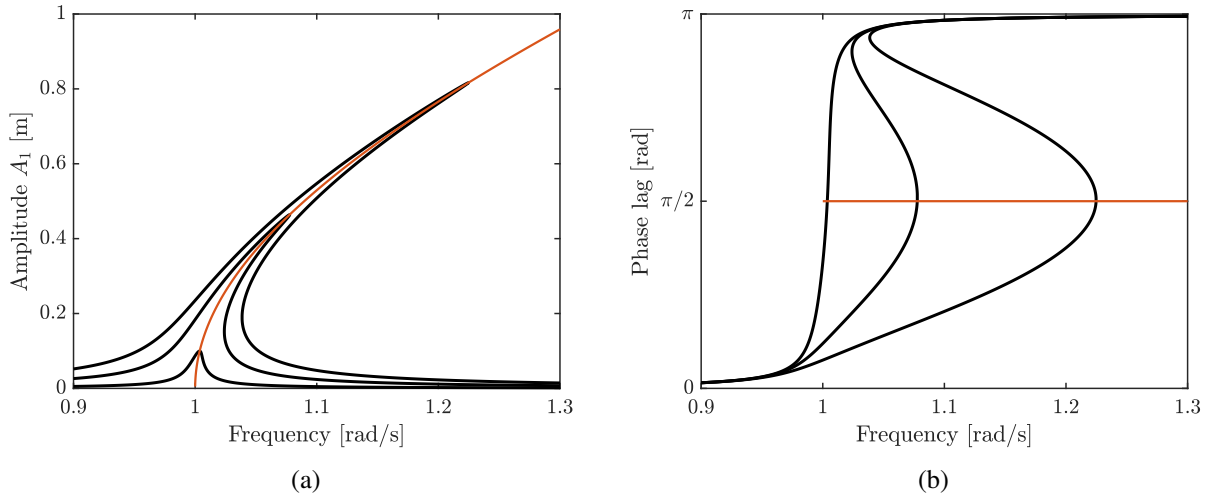 1
0.8
0.6
0.4
0.2
0
Amplitude A₁ [m]
0.9 1 1.1 1.2 1.3
Frequency [rad/s]
(a)
π
π/2
0
Phase lag [rad]
0.9 1 1.1 1.2 1.3
Frequency [rad/s]
(b)